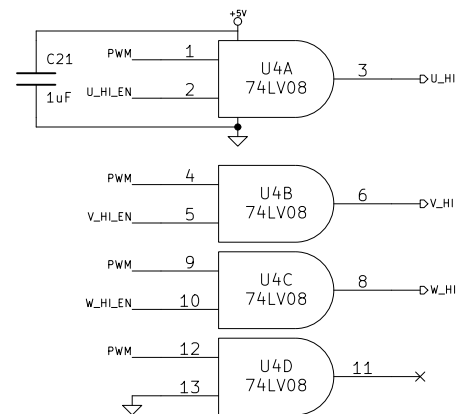 +5V
C21
1uF
PWM 1
U_HI_EN 2
U4A
74LV08
3 U_HI
PWM 4
V_HI_EN 5
U4B
74LV08
6 V_HI
PWM 9
W_HI_EN 10
U4C
74LV08
8 W_HI
PWM 12
13
U4D
74LV08
11